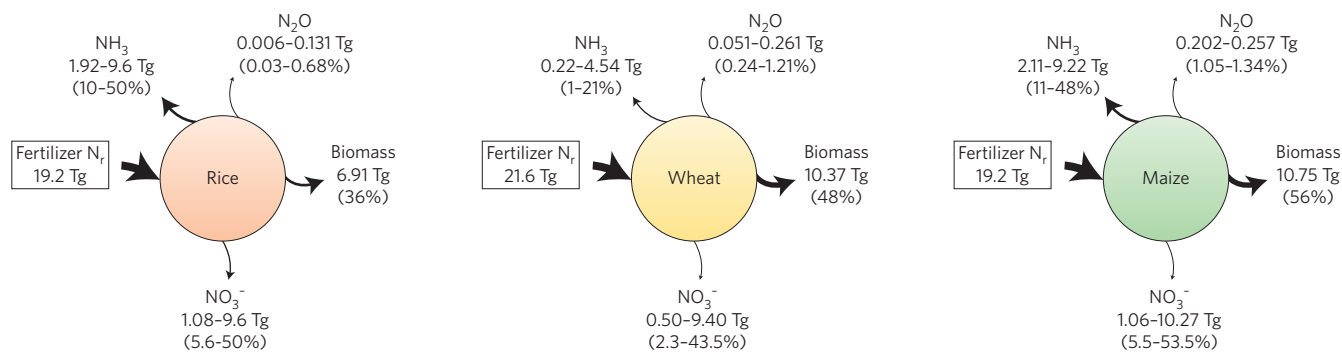 N₂O
0.006–0.131 Tg
(0.03–0.68%)
NH₃
1.92–9.6 Tg
(10–50%)
Fertilizer Nᵣ
19.2 Tg
Rice
Biomass
6.91 Tg
(36%)
NO₃⁻
1.08–9.6 Tg
(5.6-50%)
N₂O
0.051–0.261 Tg
(0.24–1.21%)
NH₃
0.22–4.54 Tg
(1–21%)
Fertilizer Nᵣ
21.6 Tg
Wheat
Biomass
10.37 Tg
(48%)
NO₃⁻
0.50–9.40 Tg
(2.3-43.5%)
N₂O
0.202–0.257 Tg
(1.05–1.34%)
NH₃
2.11–9.22 Tg
(11–48%)
Fertilizer Nᵣ
19.2 Tg
Maize
Biomass
10.75 Tg
(56%)
NO₃⁻
1.06–10.27 Tg
(5.5-53.5%)